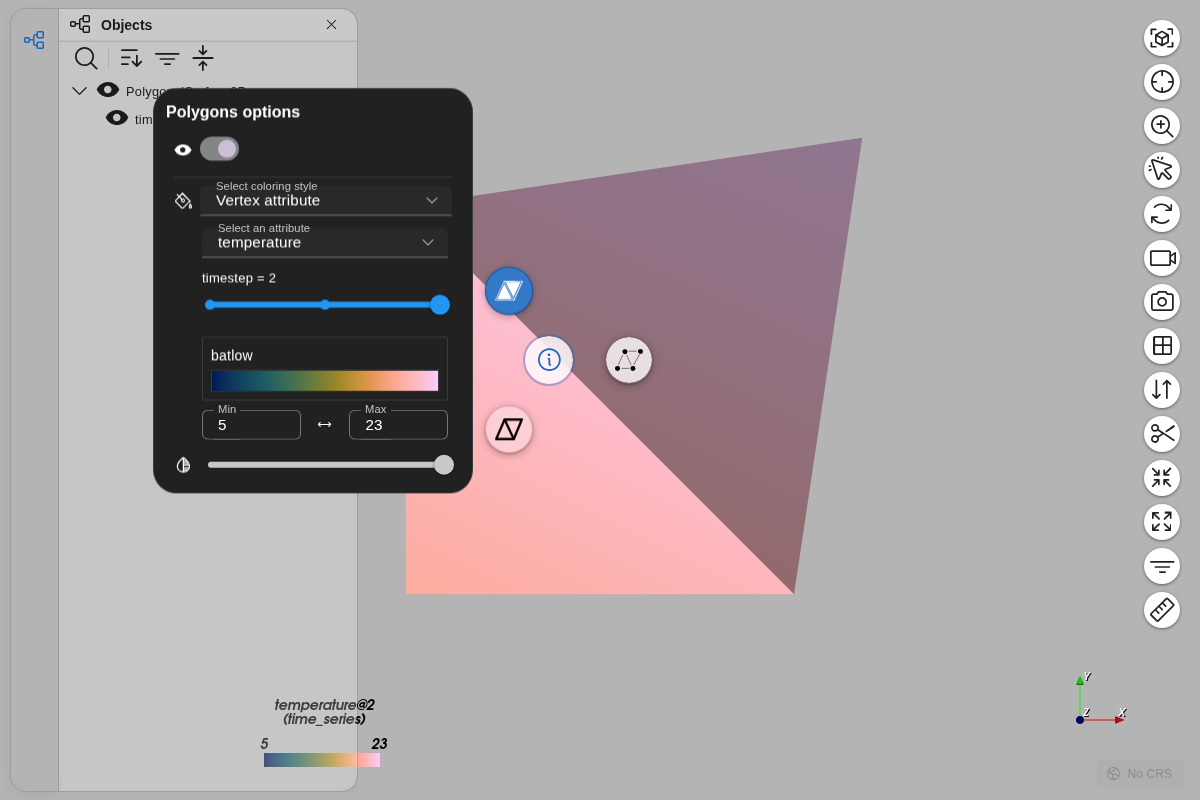 Objects
Polygons options
Select coloring style
Vertex attribute
Select an attribute
temperature
timestep = 2
batlow
Min
5
Max
23
temperature@2
(time_series)
5
23
Y
Z
X
No CRS